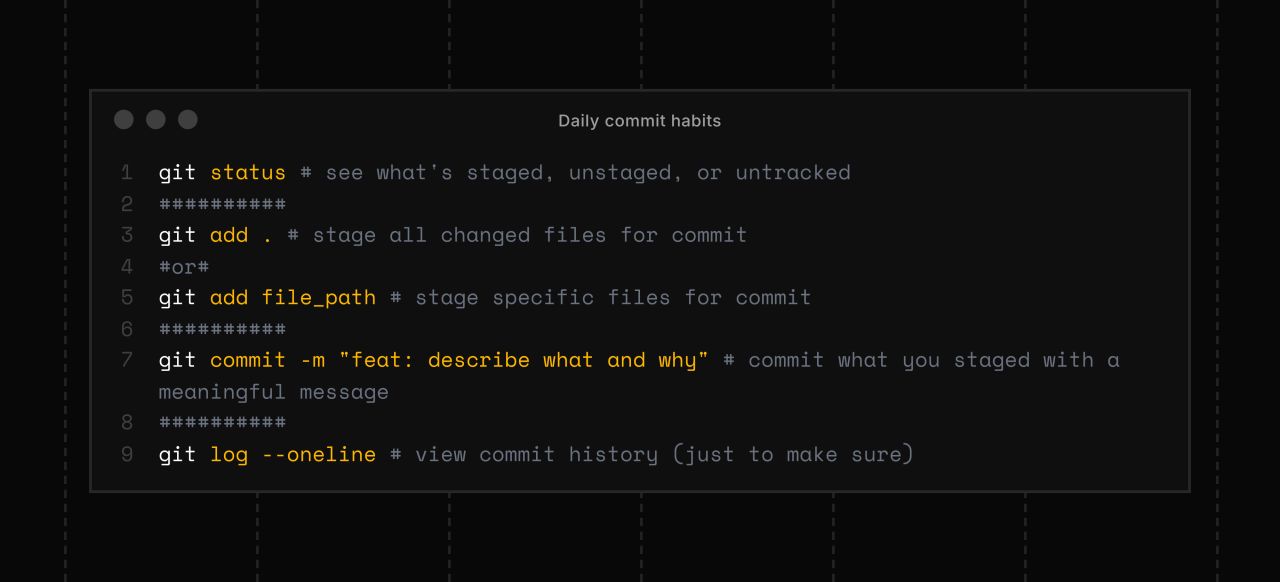 Daily commit habits
1 git status # see what's staged, unstaged, or untracked
2 ##########
3 git add . # stage all changed files for commit
4 #or#
5 git add file_path # stage specific files for commit
6 ##########
7 git commit -m "feat: describe what and why" # commit what you staged with a
meaningful message
8 ##########
9 git log --oneline # view commit history (just to make sure)